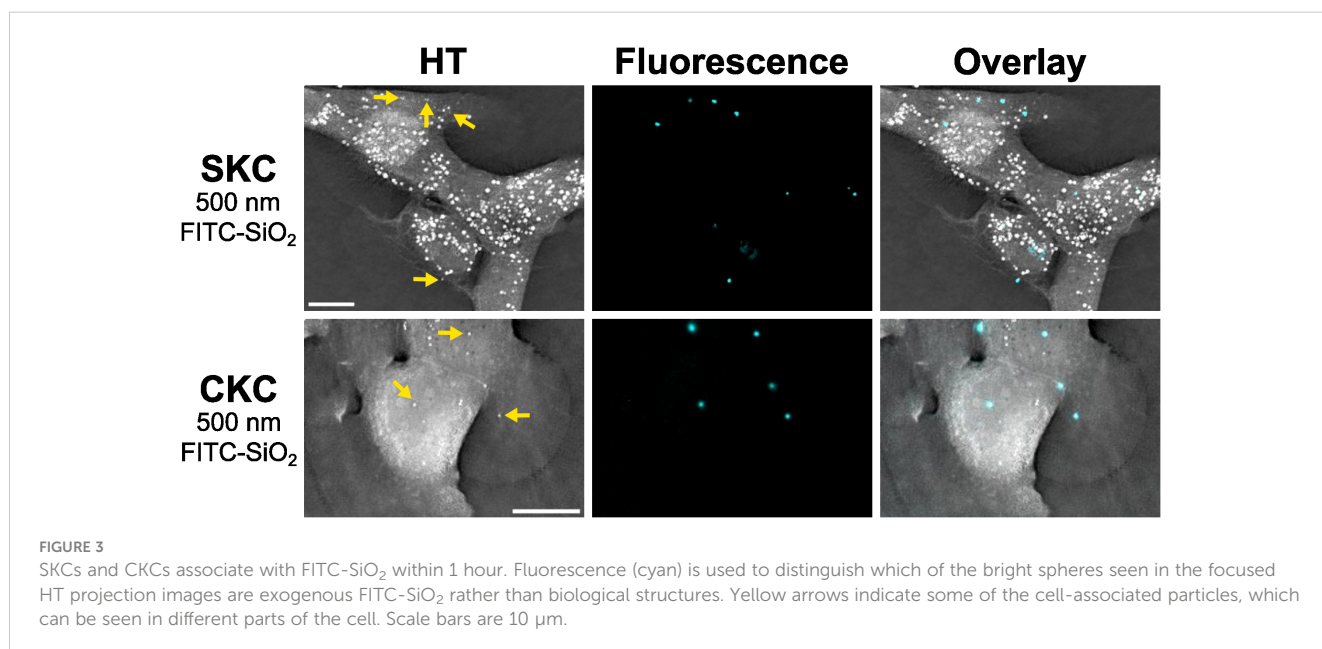 HT Fluorescence Overlay
SKC
500 nm
FITC-SiO₂
CKC
500 nm
FITC-SiO₂
FIGURE 3
SKCs and CKCs associate with FITC-SiO₂ within 1 hour. Fluorescence (cyan) is used to distinguish which of the bright spheres seen in the focused
HT projection images are exogenous FITC-SiO₂ rather than biological structures. Yellow arrows indicate some of the cell-associated particles, which
can be seen in different parts of the cell. Scale bars are 10 μm.